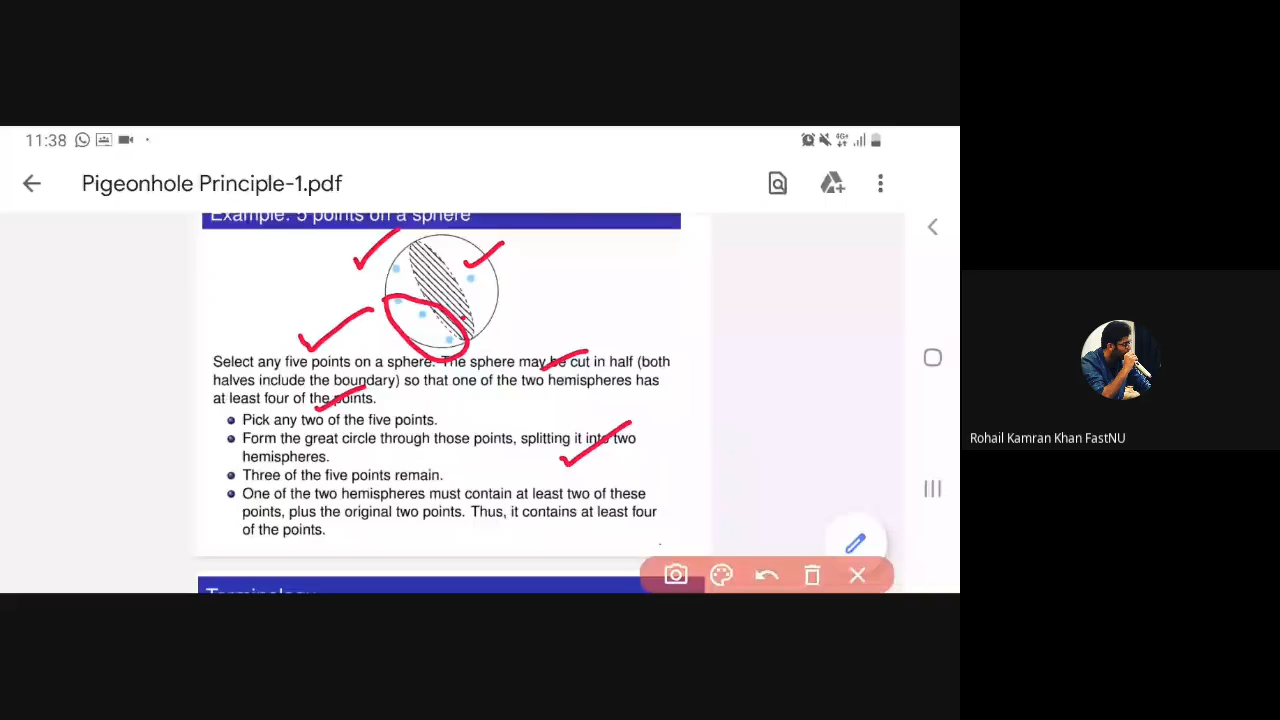 11:38
Pigeonhole Principle-1.pdf
Example: 5 points on a sphere
Select any five points on a sphere. The sphere may be cut in half (both
halves include the boundary) so that one of the two hemispheres has
at least four of the points.
Pick any two of the five points.
Form the great circle through those points, splitting it into two
hemispheres.
Three of the five points remain.
One of the two hemispheres must contain at least two of these
points, plus the original two points. Thus, it contains at least four
of the points.
Terminology
Rohail Kamran Khan FastNU